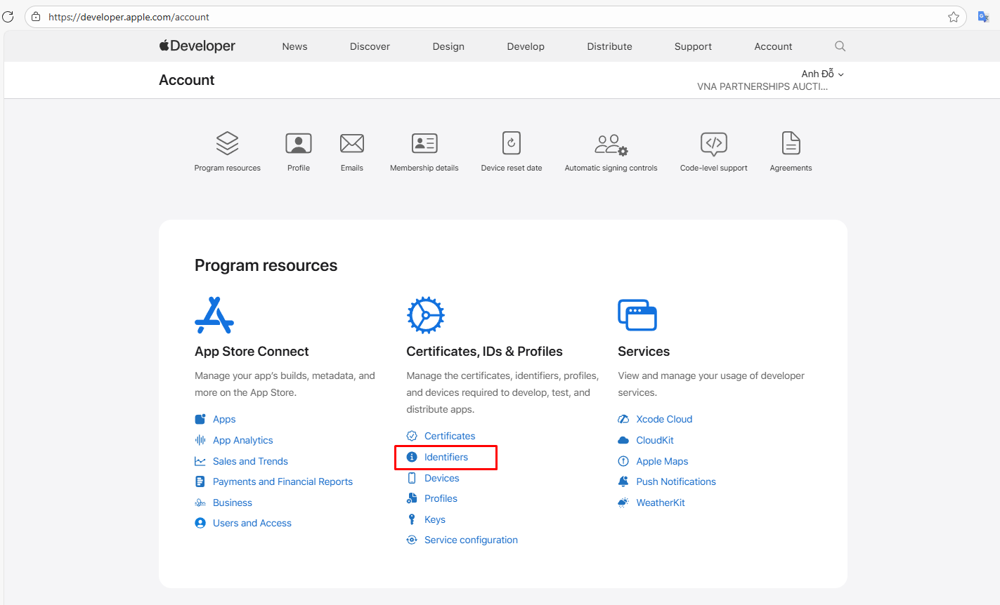 https://developer.apple.com/account
Developer
News
Discover
Design
Develop
Distribute
Support
Account
Account
Anh Đỗ
VNA PARTNERSHIPS AUCTI...
Program resources
Profile
Emails
Membership details
Device reset date
Automatic signing controls
Code-level support
Agreements
Program resources
App Store Connect
Manage your app's builds, metadata, and
more on the App Store.
Apps
App Analytics
Sales and Trends
Payments and Financial Reports
Business
Users and Access
Certificates, IDs & Profiles
Manage the certificates, identifiers, profiles,
and devices required to develop, test, and
distribute apps.
Certificates
Identifiers
Devices
Profiles
Keys
Service configuration
Services
View and manage your usage of developer
services.
Xcode Cloud
CloudKit
Apple Maps
Push Notifications
WeatherKit